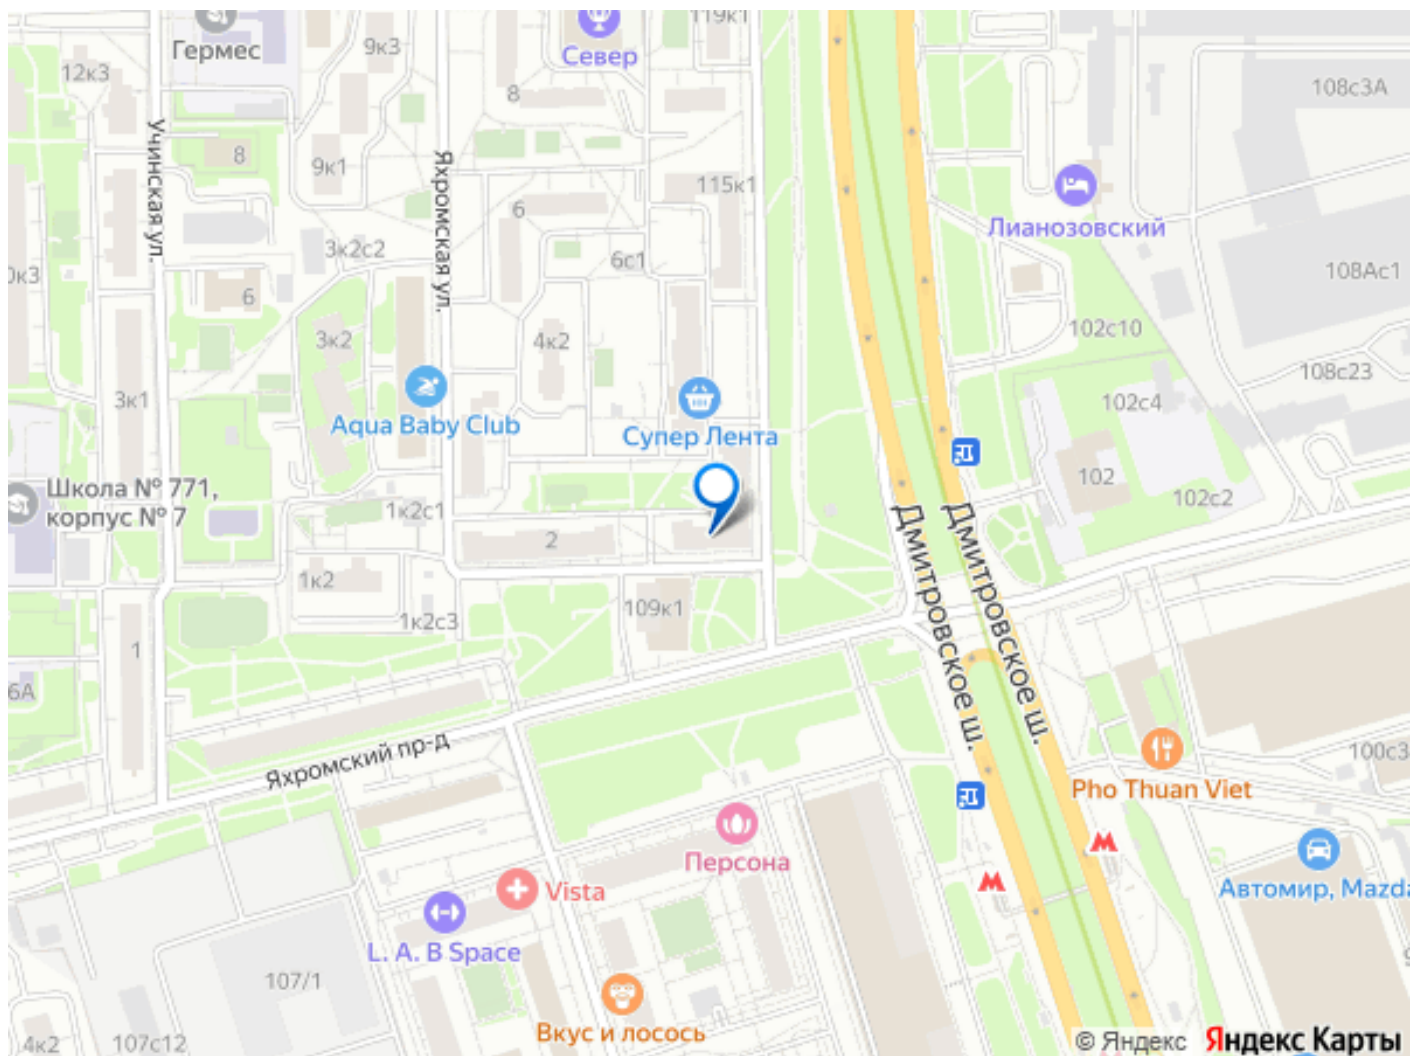 119к1
Гермес
9к3
Север
12к3
8
108с3А
Учинская ул.
8
9к1
Яхромская ул.
115к1
6
Лианозовский
3к2с2
6с1
0к3
6
108Ас1
102с10
3к2
4к2
108с23
3к1
102с4
Aqua Baby Club
Супер Лента
102
Школа № 771,
корпус № 7
1к2с1
102с2
2
Дмитровское ш.
Дмитровское ш.
1к2
109к1
1к2с3
1
6А
Яхромский пр-д
100с3
Pho Thuan Viet
Персона
Vista
Автомир, Mazda
L. A. B Space
107/1
Вкус и лосось
4к2
107с12
© Яндекс Яндекс Карты